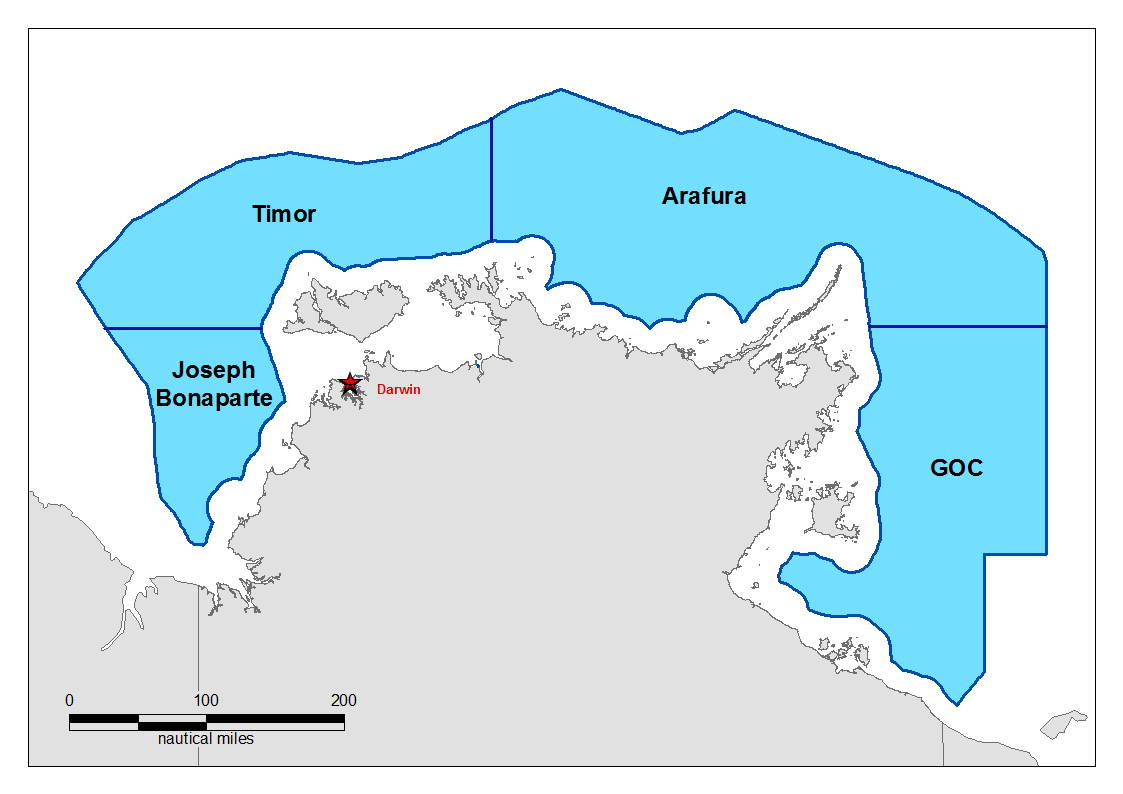 Arafura
Timor
Joseph
Bonaparte
Darwin
GOC
0 100 200
nautical miles